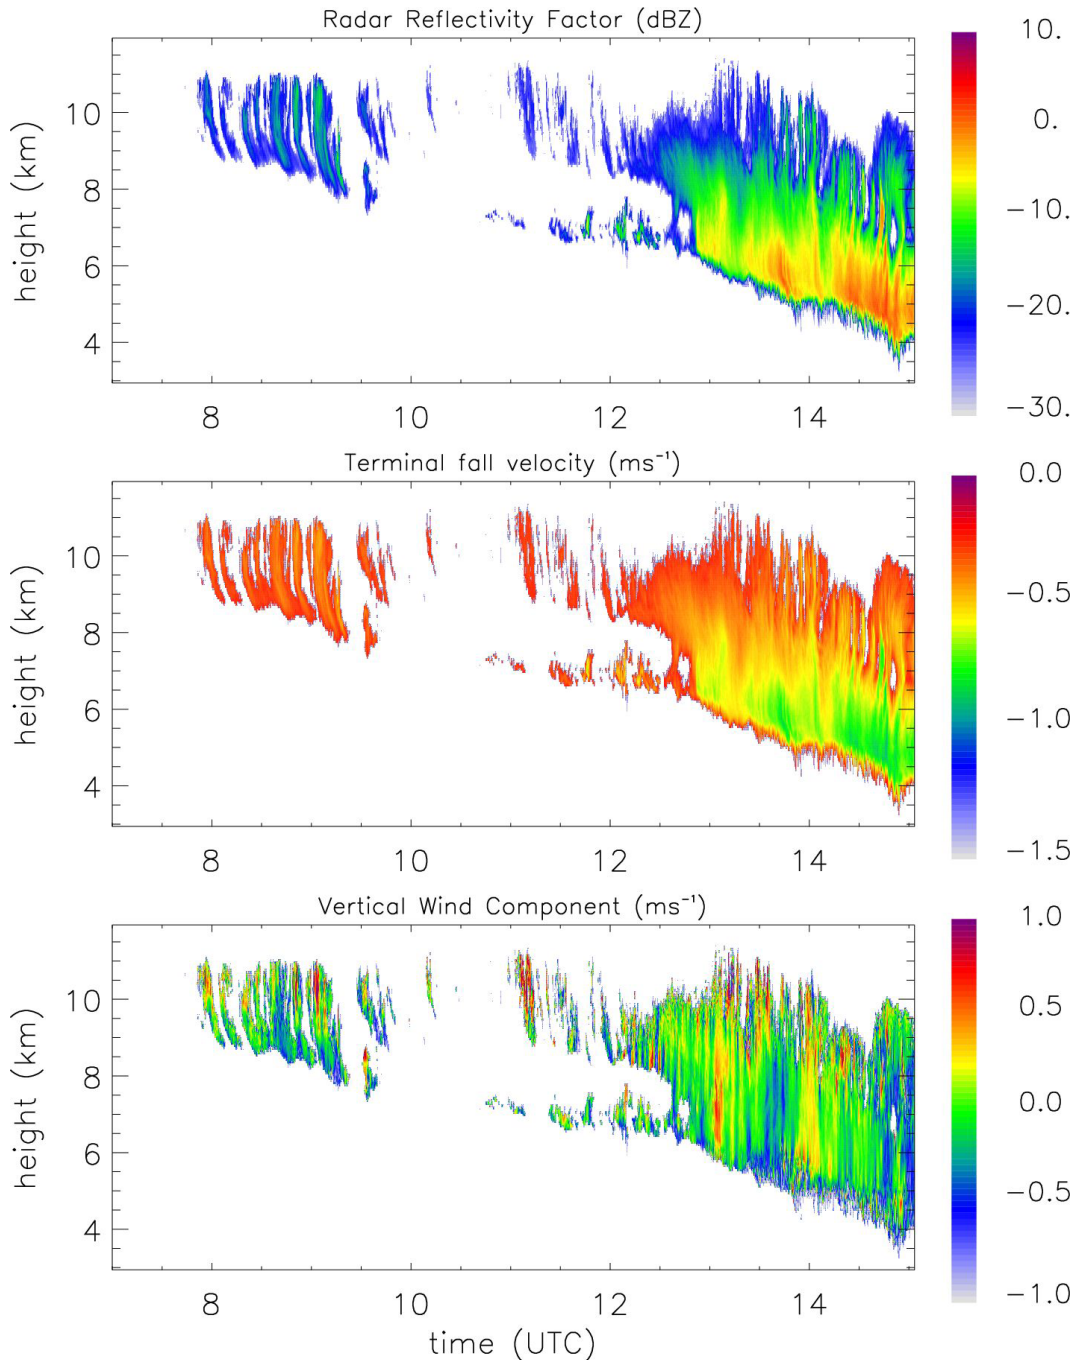 Radar Reflectivity Factor (dBZ)
height (km)
10
8
6
4
8 10 12 14
10.
0.
−10.
−20.
−30.
Terminal fall velocity (ms⁻¹)
height (km)
10
8
6
4
8 10 12 14
0.0
−0.5
−1.0
−1.5
Vertical Wind Component (ms⁻¹)
height (km)
10
8
6
4
8 10 12 14
time (UTC)
1.0
0.5
0.0
−0.5
−1.0